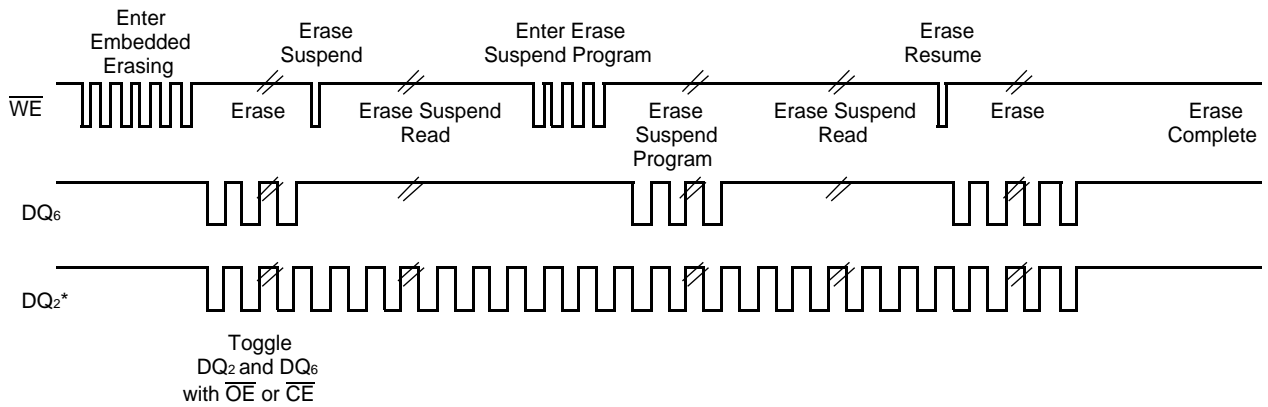 Enter
Embedded
Erasing
Erase
Suspend
Enter Erase
Suspend Program
Erase
Resume
WE
Erase
Erase Suspend
Read
Erase
Suspend
Program
Erase Suspend
Read
Erase
Erase
Complete
DQ6
DQ2*
Toggle
DQ2 and DQ6
with OE or CE